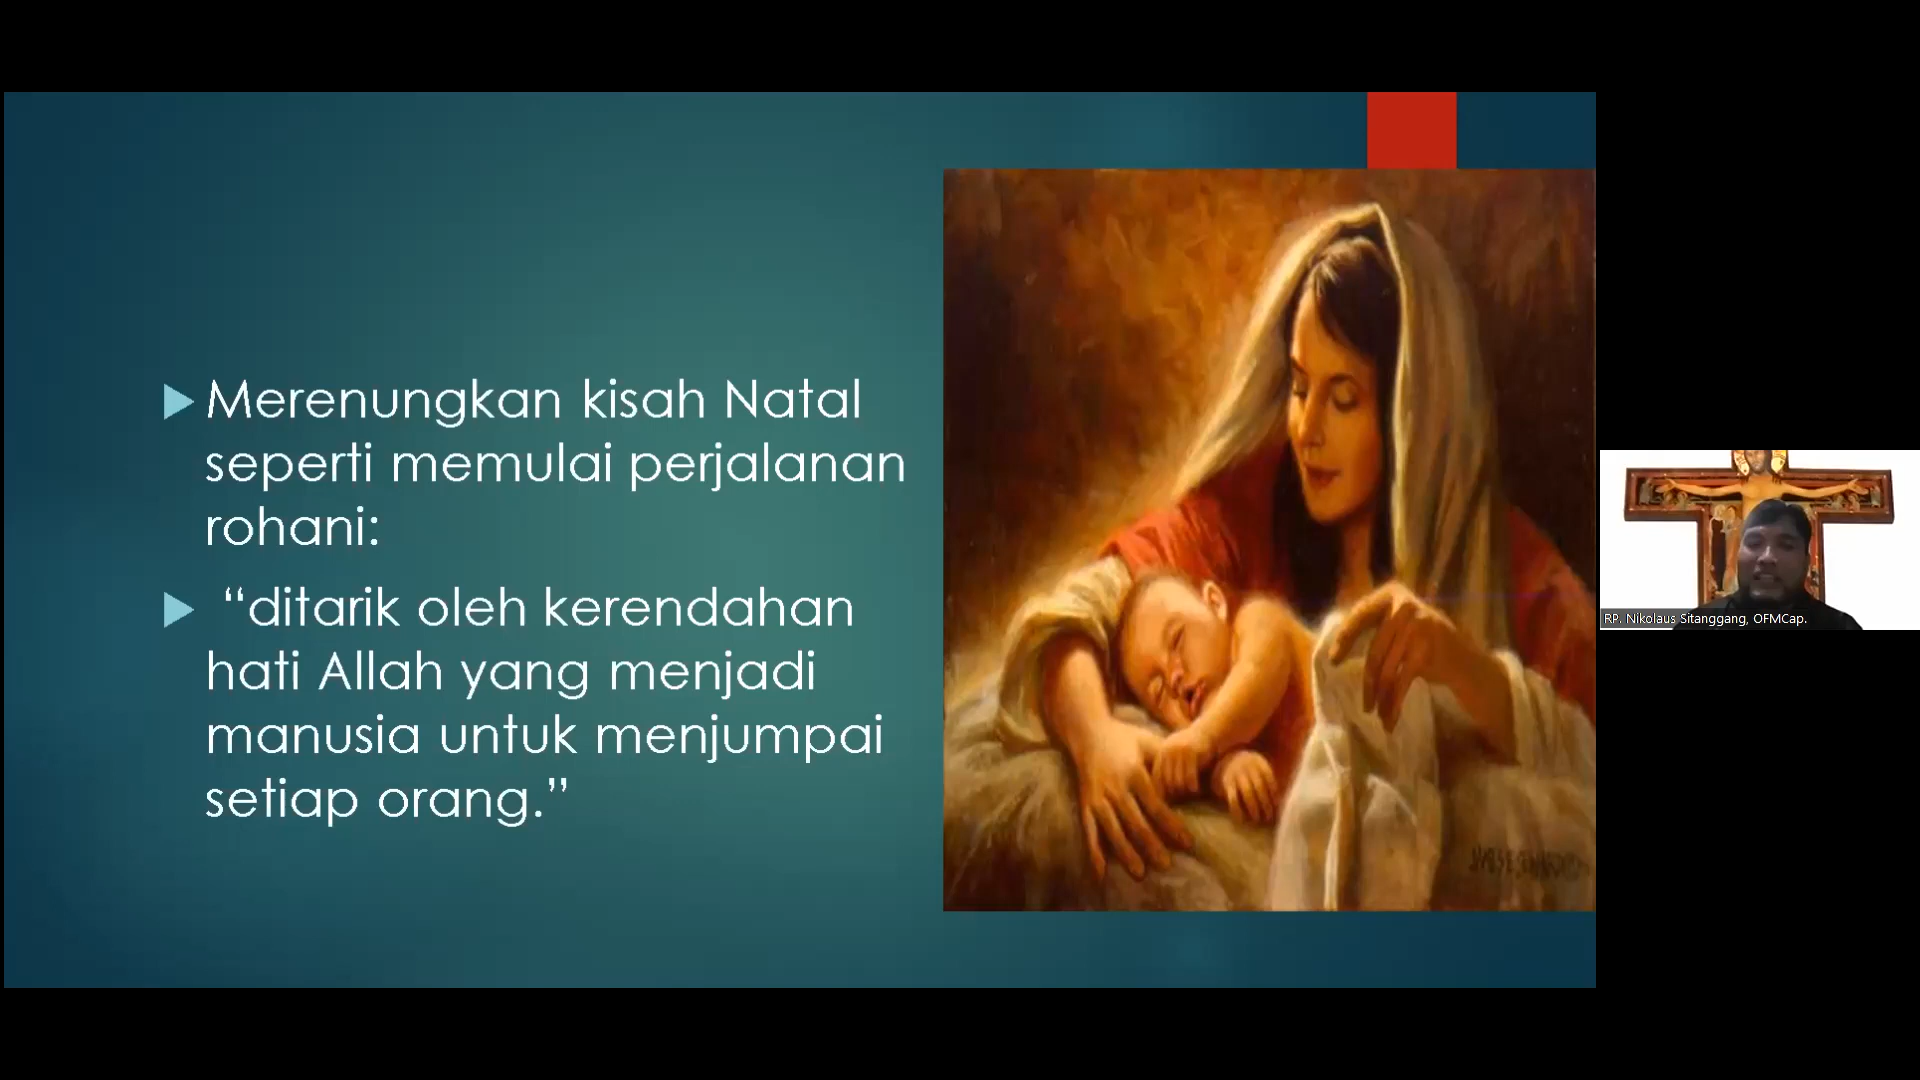 Merenungkan kisah Natal
seperti memulai perjalanan
rohani:
“ditarik oleh kerendahan
hati Allah yang menjadi
manusia untuk menjumpai
setiap orang.”
RP. Nikolaus Sitanggang, OFMCap.